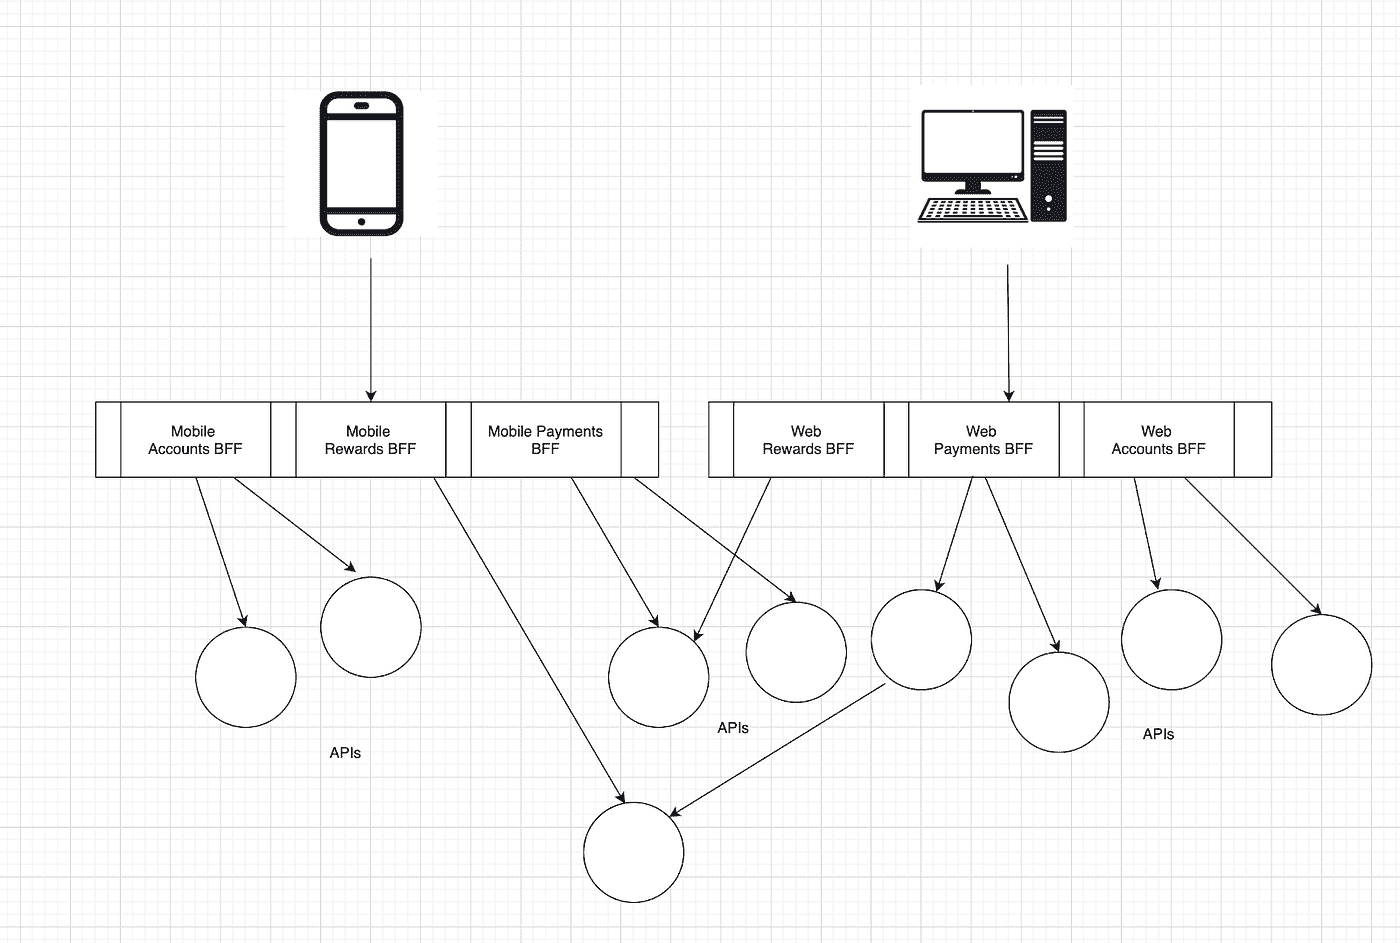 Mobile
Accounts BFF
Mobile
Rewards BFF
Mobile Payments
BFF
Web
Rewards BFF
Web
Payments BFF
Web
Accounts BFF
APIs
APIs
APIs